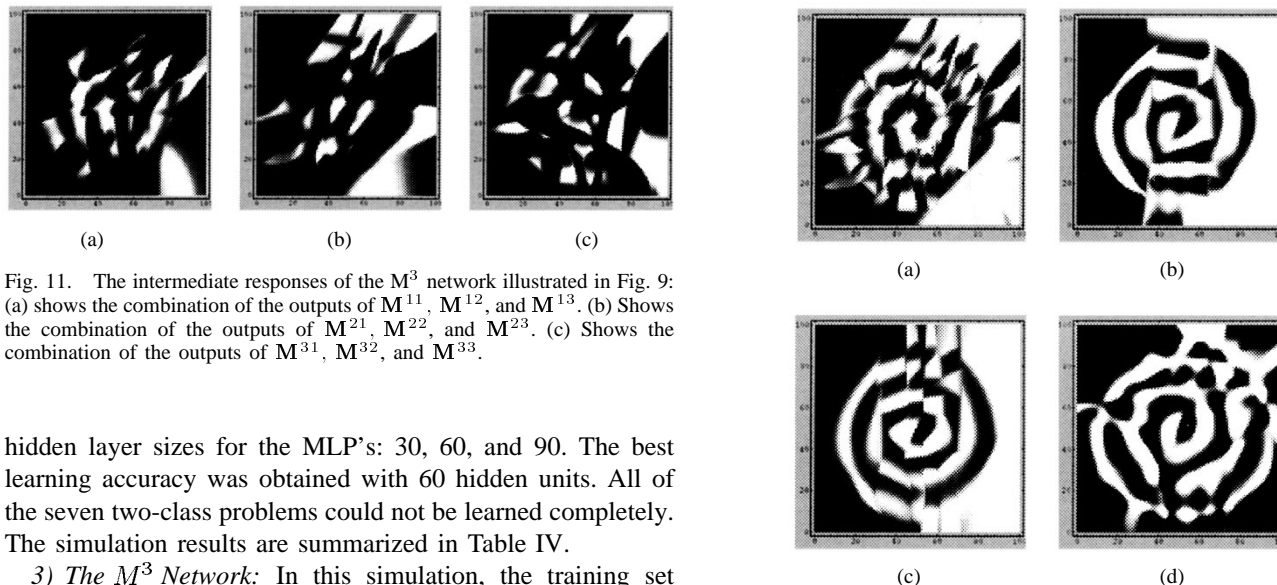 (a)
(b)
(c)
Fig. 11. The intermediate responses of the M³ network illustrated in Fig. 9:
(a) shows the combination of the outputs of M¹¹, M¹², and M¹³. (b) Shows
the combination of the outputs of M²¹, M²², and M²³. (c) Shows the
combination of the outputs of M³¹, M³², and M³³.
hidden layer sizes for the MLP's: 30, 60, and 90. The best
learning accuracy was obtained with 60 hidden units. All of
the seven two-class problems could not be learned completely.
The simulation results are summarized in Table IV.
3) The M³ Network: In this simulation, the training set
(a)
(b)
(c)
(d)